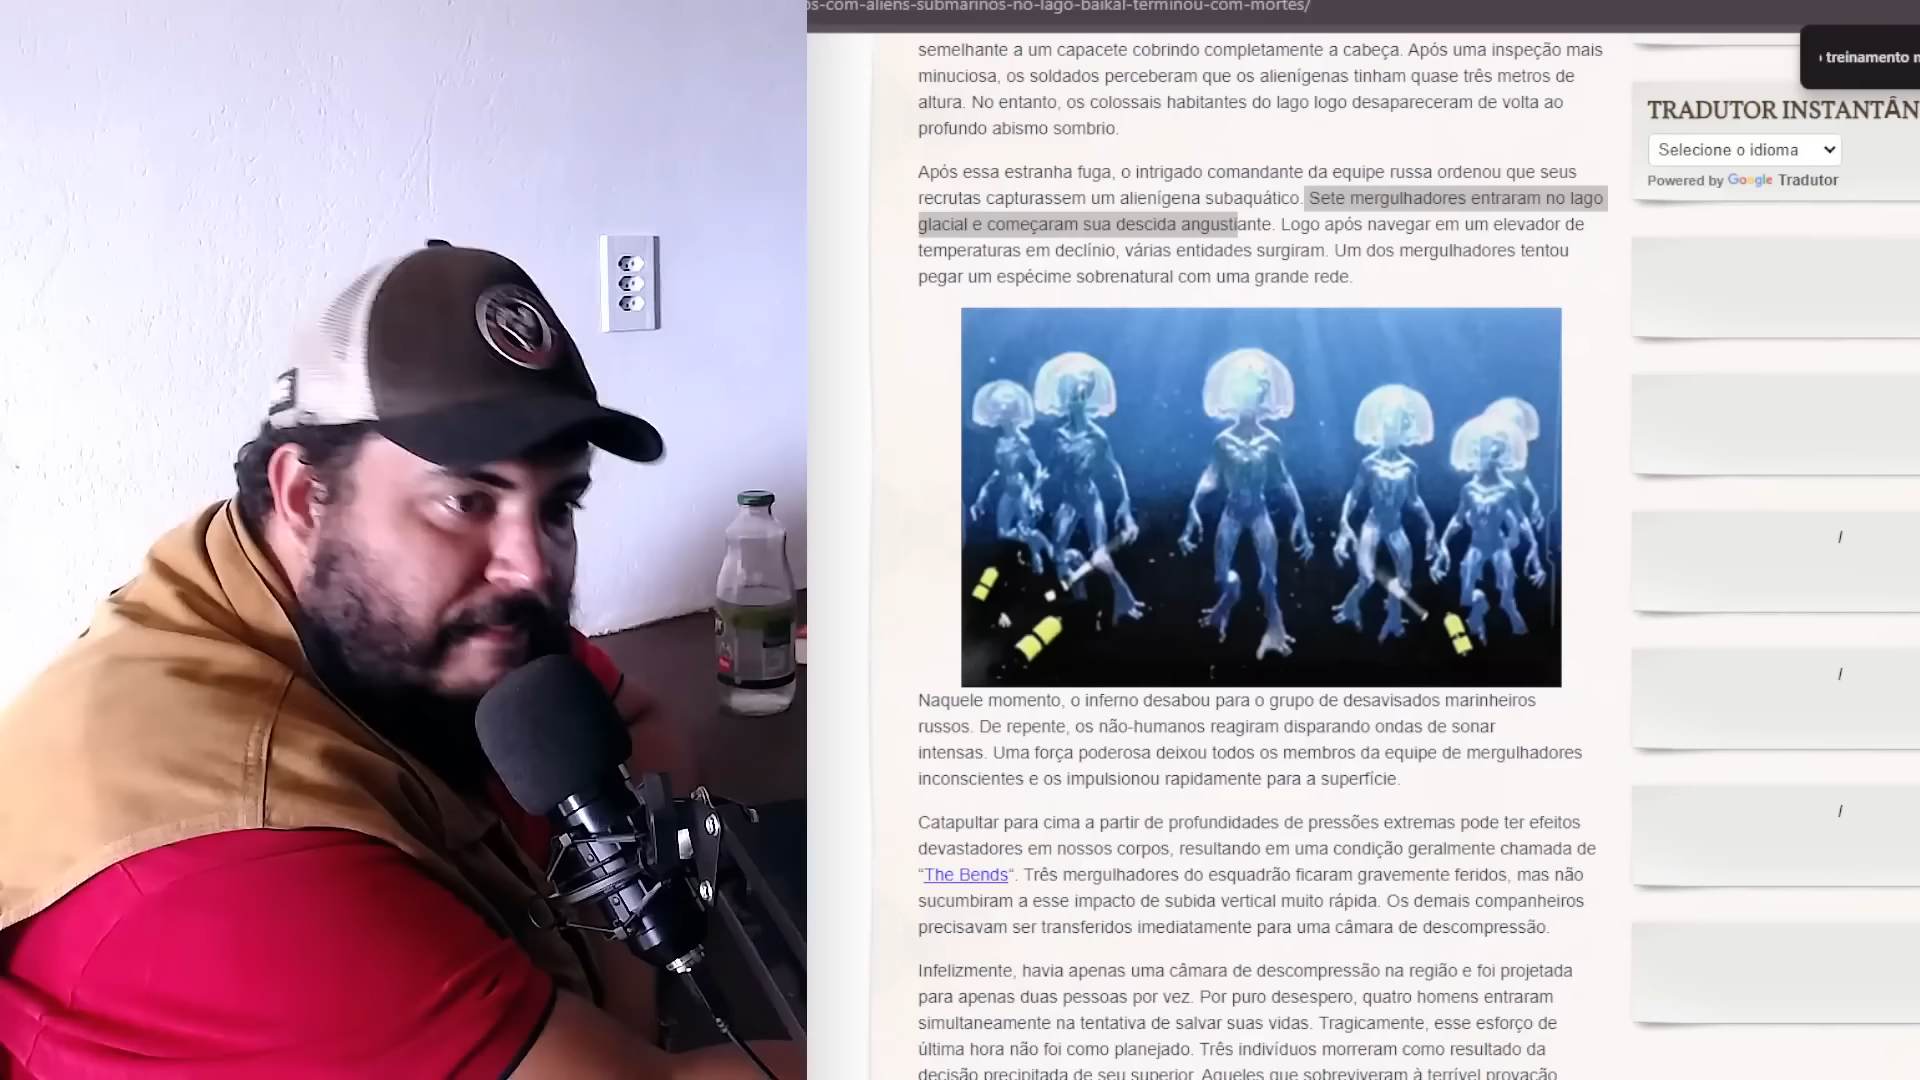 os-com-aliens-submarinos-no-lago-baikal-terminou-com-mortes/
semelhante a um capacete cobrindo completamente a cabeça. Após uma inspeção mais
minuciosa, os soldados perceberam que os alienígenas tinham quase três metros de
altura. No entanto, os colossais habitantes do lago logo desapareceram de volta ao
profundo abismo sombrio.
Após essa estranha fuga, o intrigado comandante da equipe russa ordenou que seus
recrutas capturassem um alienígena subaquático. Sete mergulhadores entraram no lago
glacial e começaram sua descida angustiante. Logo após navegar em um elevador de
temperaturas em declínio, várias entidades surgiram. Um dos mergulhadores tentou
pegar um espécime sobrenatural com uma grande rede.
Naquele momento, o inferno desabou para o grupo de desavisados marinheiros
russos. De repente, os não-humanos reagiram disparando ondas de sonar
intensas. Uma força poderosa deixou todos os membros da equipe de mergulhadores
inconscientes e os impulsionou rapidamente para a superfície.
Catapultar para cima a partir de profundidades de pressões extremas pode ter efeitos
devastadores em nossos corpos, resultando em uma condição geralmente chamada de
“The Bends“. Três mergulhadores do esquadrão ficaram gravemente feridos, mas não
sucumbiram a esse impacto de subida vertical muito rápida. Os demais companheiros
precisavam ser transferidos imediatamente para uma câmara de descompressão.
Infelizmente, havia apenas uma câmara de descompressão na região e foi projetada
para apenas duas pessoas por vez. Por puro desespero, quatro homens entraram
simultaneamente na tentativa de salvar suas vidas. Tragicamente, esse esforço de
última hora não foi como planejado. Três indivíduos morreram como resultado da
decisão precipitada de seu superior. Aqueles que sobreviveram à terrível provação
treinamento
TRADUTOR INSTANTÂN
Selecione o idioma
Powered by Google Tradutor
/
/
/